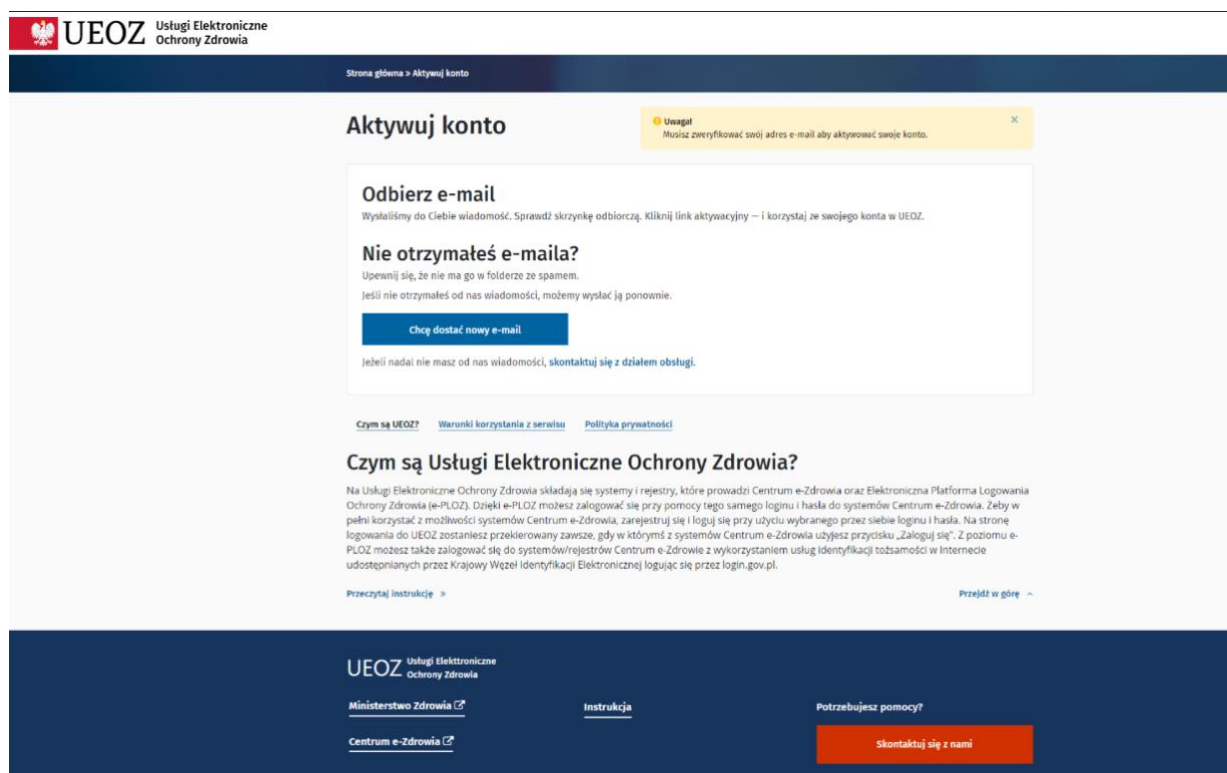 UEOZ Usługi Elektroniczne
Ochrony Zdrowia
Strona główna > Aktywuj konto
Aktywuj konto
Uwaga!
Musisz zweryfikować swój adres e-mail aby aktywować swoje konto.
Odbierz e-mail
Wysłaliśmy do Ciebie wiadomość. Sprawdź skrzynkę odbiorczą. Kliknij link aktywacyjny — i korzystaj ze swojego konta w UEOZ.
Nie otrzymałeś e-maila?
Upewnij się, że nie ma go w folderze ze spamem.
Jeśli nie otrzymałeś od nas wiadomości, możemy wysłać ją ponownie.
Chcę dostać nowy e-mail
Jeżeli nadal nie masz od nas wiadomości, skontaktuj się z działem obsługi.
Czym są UEOZ? Warunki korzystania z serwisu Polityka prywatności
Czym są Usługi Elektroniczne Ochrony Zdrowia?
Na Usługi Elektroniczne Ochrony Zdrowia składają się systemy i rejestry, które prowadzi Centrum e-Zdrowia oraz Elektroniczna Platforma Logowania
Ochrony Zdrowia (e-PLOZ). Dzięki e-PLOZ możesz zalogować się przy pomocy tego samego loginu i hasła do systemów Centrum e-Zdrowia. Żeby w
pełni korzystać z możliwości systemów Centrum e-Zdrowia, zarejestruj się i loguj się przy użyciu wybranego przez siebie loginu i hasła. Na stronę
logowania do UEOZ zostaniesz przekierowany zawsze, gdy w którymś z systemów Centrum e-Zdrowia użyjesz przycisku „Zaloguj się”. Z poziomu e-
PLOZ możesz także zalogować się do systemów/rejestrów Centrum e-Zdrowie z wykorzystaniem usług identyfikacji tożsamości w Internecie
udostępnianych przez Krajowy Węzeł Identyfikacji Elektronicznej logując się przez login.gov.pl.
Przeczytaj instrukcję » Przejdź w górę
UEOZ Usługi Elekttroniczne
Ochrony Zdrowia
Ministerstwo Zdrowia Instrukcja Potrzebujesz pomocy?
Centrum e-Zdrowia Skontaktuj się z nami